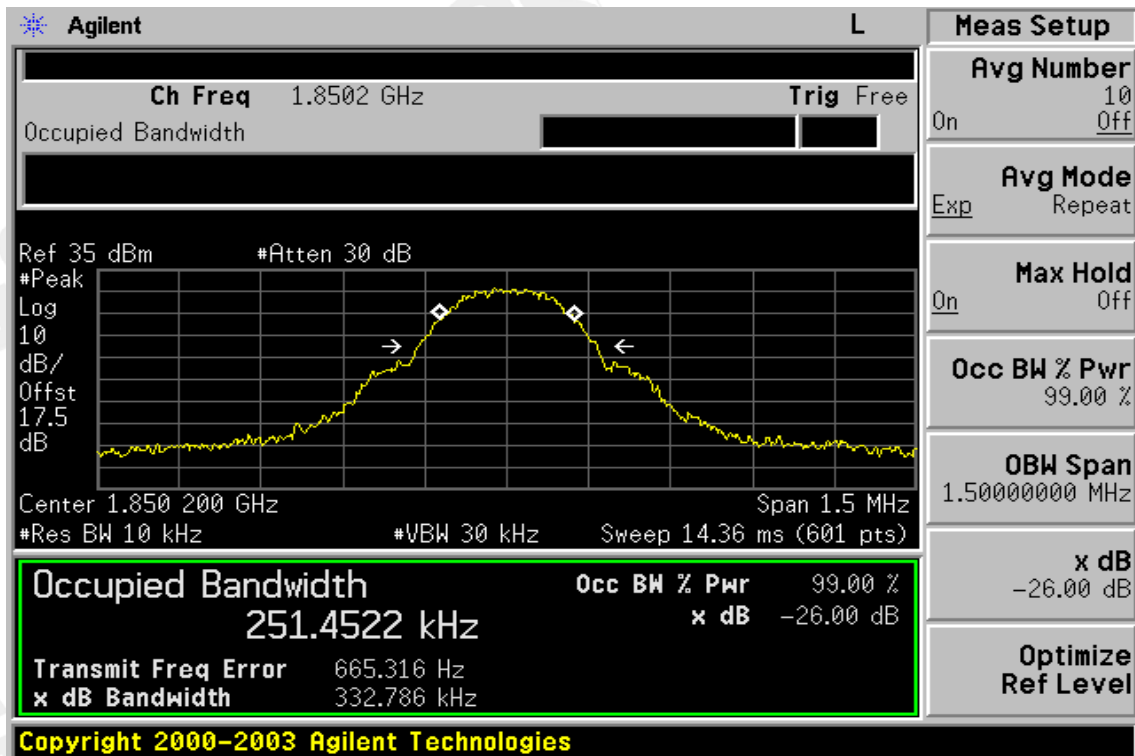 Agilent
L
Meas Setup
Ch Freq 1.8502 GHz
Trig Free
Occupied Bandwidth
Avg Number
10
On Off
Avg Mode
Exp Repeat
Max Hold
On Off
Occ BW % Pwr
99.00 %
OBW Span
1.50000000 MHz
x dB
-26.00 dB
Optimize
Ref Level
Ref 35 dBm #Atten 30 dB
#Peak
Log
10
dB/
Offst
17.5
dB
Center 1.850 200 GHz Span 1.5 MHz
#Res BW 10 kHz #VBW 30 kHz Sweep 14.36 ms (601 pts)
Occupied Bandwidth
251.4522 kHz
Occ BW % Pwr 99.00 %
x dB -26.00 dB
Transmit Freq Error 665.316 Hz
x dB Bandwidth 332.786 kHz
Copyright 2000-2003 Agilent Technologies